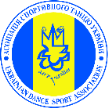 АСОЦІАЦІЯ СПОРТИВНОГО ТАНЦЮ УКРАЇНИ
UKRAINIAN DANCE SPORT ASSOCIATION